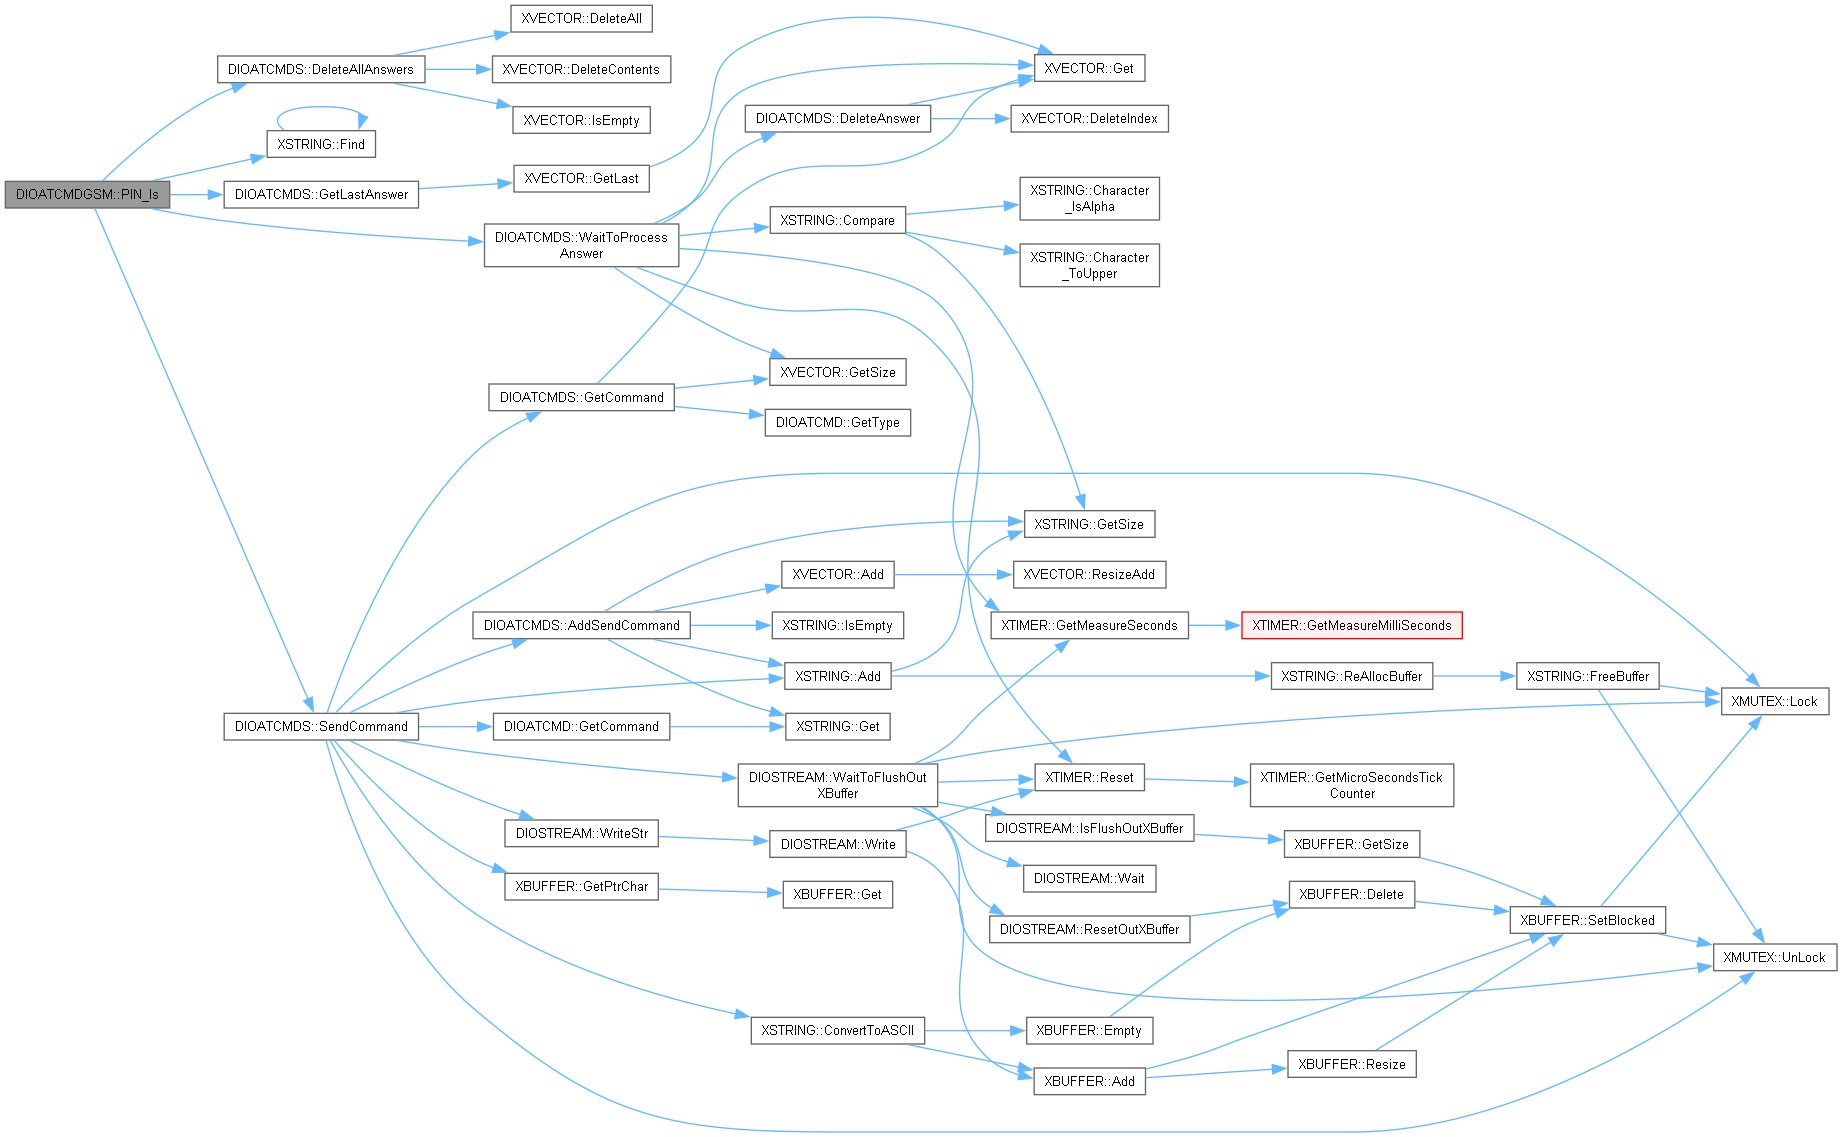 XVECTOR::DeleteAll
DIOATCMDS::DeleteAllAnswers
XVECTOR::DeleteContents
XVECTOR::Get
XVECTOR::IsEmpty
DIOATCMDS::DeleteAnswer
XVECTOR::DeleteIndex
XSTRING::Find
XVECTOR::GetLast
DIOATCMDGSM::PIN_Is
DIOATCMDS::GetLastAnswer
XSTRING::Character
_IsAlpha
XSTRING::Compare
DIOATCMDS::WaitToProcess
Answer
XSTRING::Character
_ToUpper
XVECTOR::GetSize
DIOATCMDS::GetCommand
DIOATCMD::GetType
XSTRING::GetSize
XVECTOR::Add
XVECTOR::ResizeAdd
DIOATCMDS::AddSendCommand
XSTRING::IsEmpty
XTIMER::GetMeasureSeconds
XTIMER::GetMeasureMilliSeconds
XSTRING::Add
XSTRING::ReAllocBuffer
XSTRING::FreeBuffer
XMUTEX::Lock
DIOATCMDS::SendCommand
DIOATCMD::GetCommand
XSTRING::Get
DIOSTREAM::WaitToFlushOut
XBuffer
XTIMER::Reset
XTIMER::GetMicroSecondsTick
Counter
DIOSTREAM::WriteStr
DIOSTREAM::Write
DIOSTREAM::IsFlushOutXBuffer
XBUFFER::GetSize
XBUFFER::GetPtrChar
XBUFFER::Get
DIOSTREAM::Wait
XBUFFER::Delete
DIOSTREAM::ResetOutXBuffer
XBUFFER::SetBlocked
XMUTEX::UnLock
XSTRING::ConvertToASCII
XBUFFER::Empty
XBUFFER::Resize
XBUFFER::Add